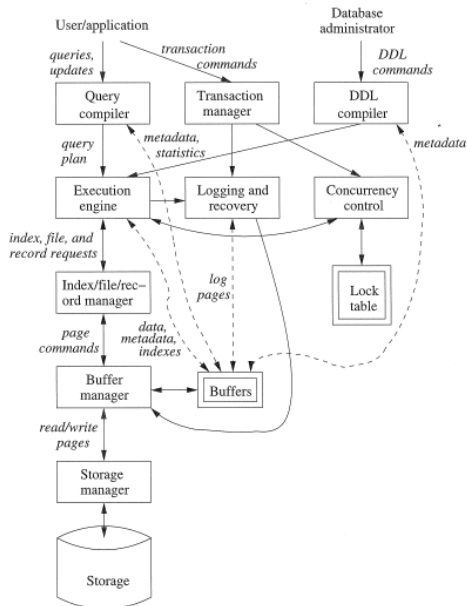 Database
User/application
administrator
transaction
commands
queries,
updates
DDL
commands
Query
compiler
Transaction
manager
DDL
compiler
metadata,
statistics
metadata
query
plan
Execution
engine
Logging and
recovery
Concurrency
control
index, file, and
record requests
log
pages
Index/file/rec-
ord manager
Lock
table
page
commands
data,
metadata,
indexes
Buffer
manager
Buffers
read/write
pages
Storage
manager
Storage